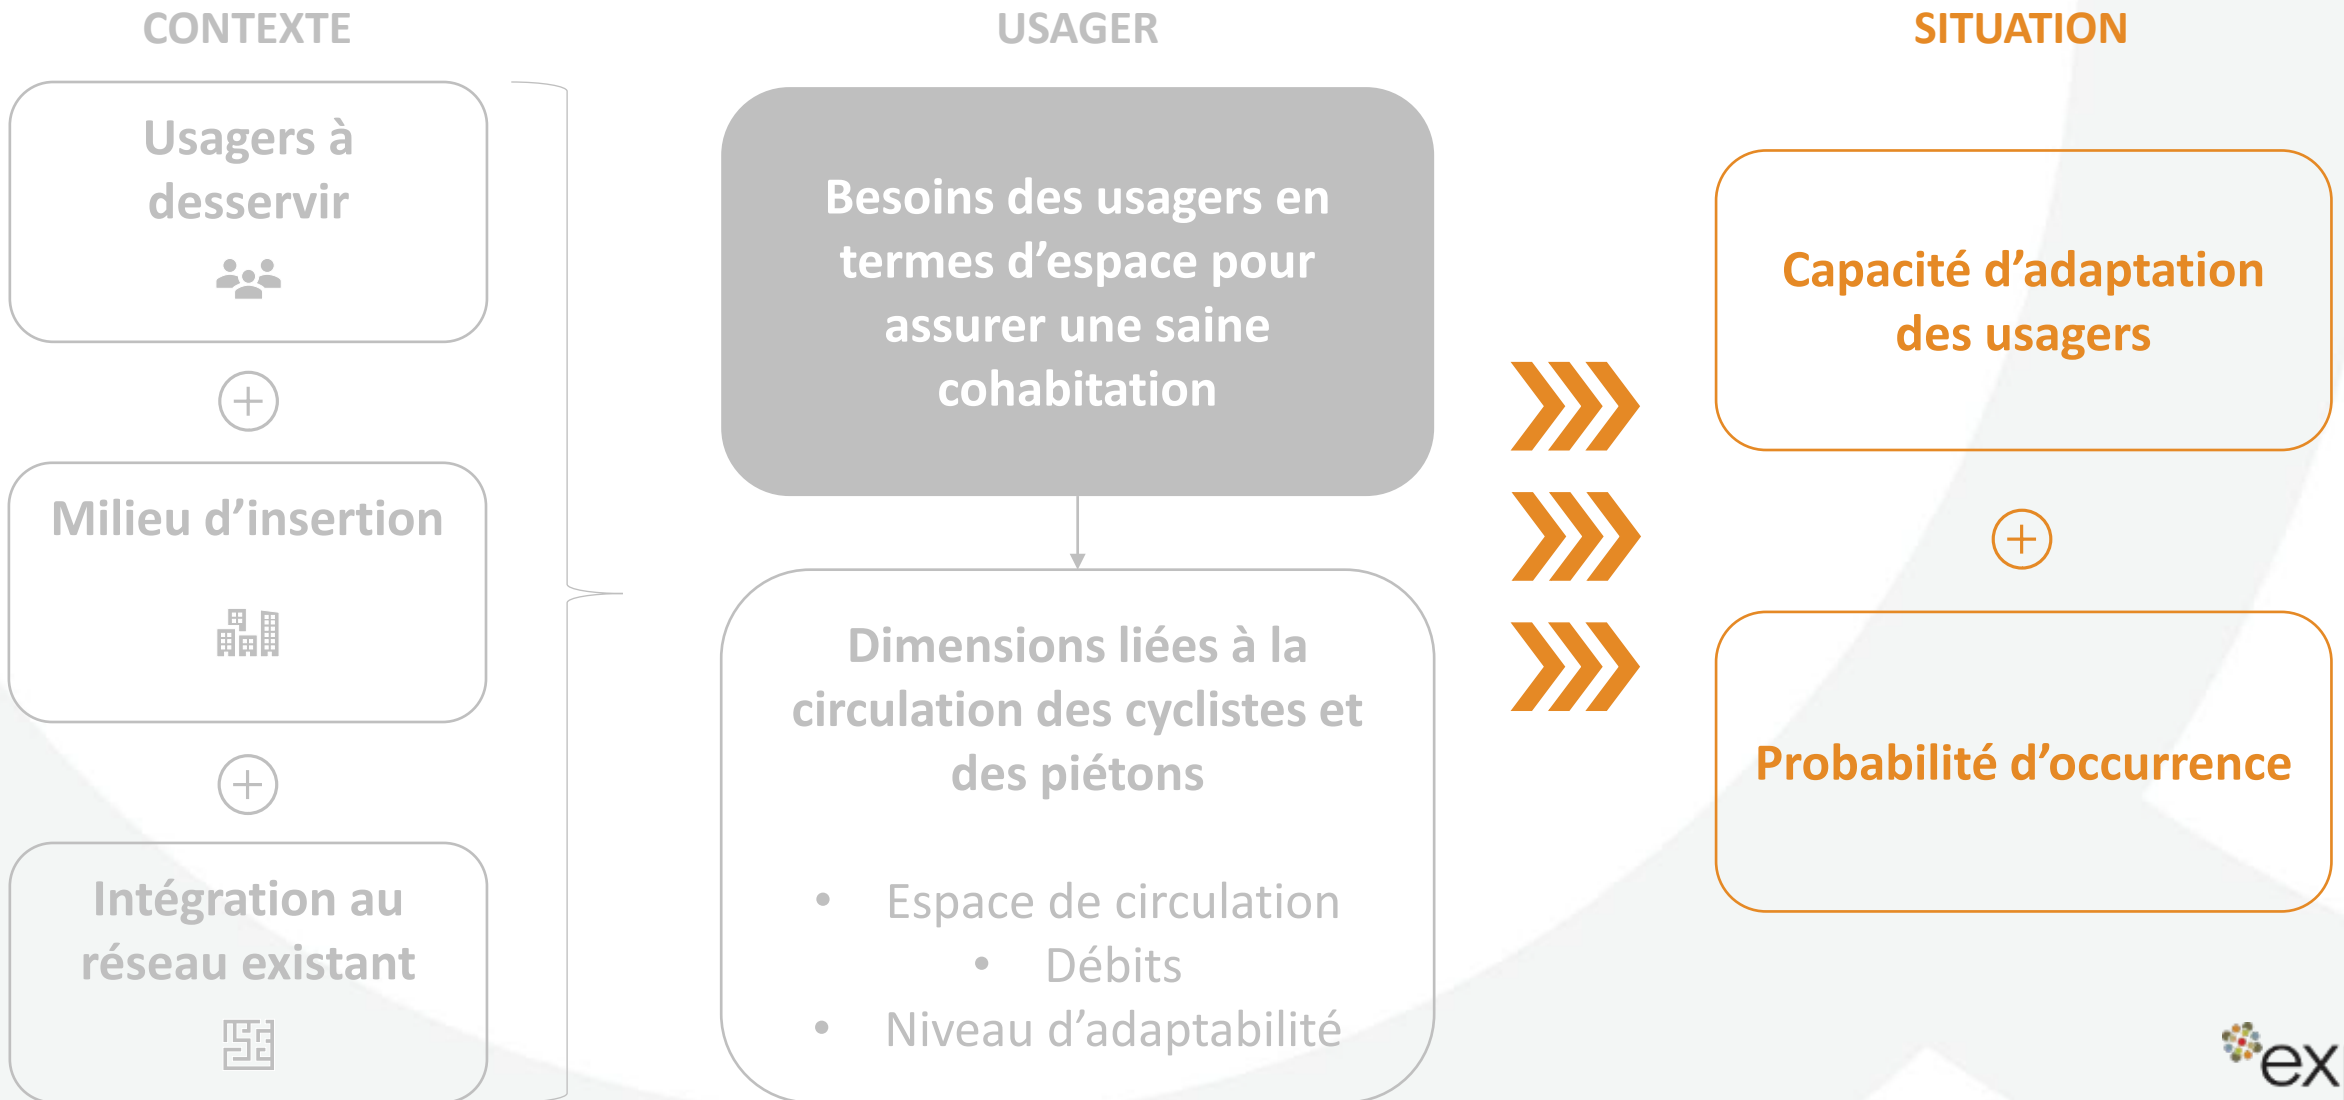 CONTEXTE
Usagers à
desservir
Milieu d'insertion
Intégration au
réseau existant
USAGER
Besoins des usagers en
termes d'espace pour
assurer une saine
cohabitation
Dimensions liées à la
circulation des cyclistes et
des piétons
• Espace de circulation
• Débits
• Niveau d'adaptabilité
SITUATION
Capacité d'adaptation
des usagers
Probabilité d'occurrence